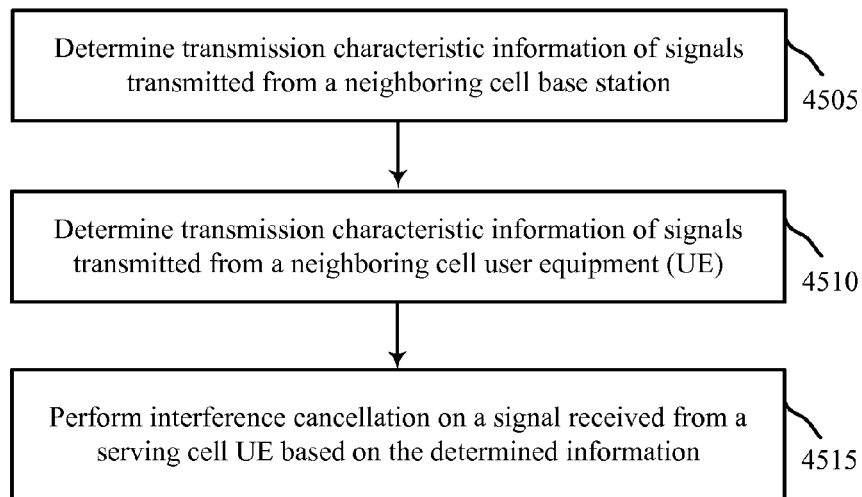 Determine transmission characteristic information of signals
transmitted from a neighboring cell base station
4505
Determine transmission characteristic information of signals
transmitted from a neighboring cell user equipment (UE)
4510
Perform interference cancellation on a signal received from a
serving cell UE based on the determined information
4515